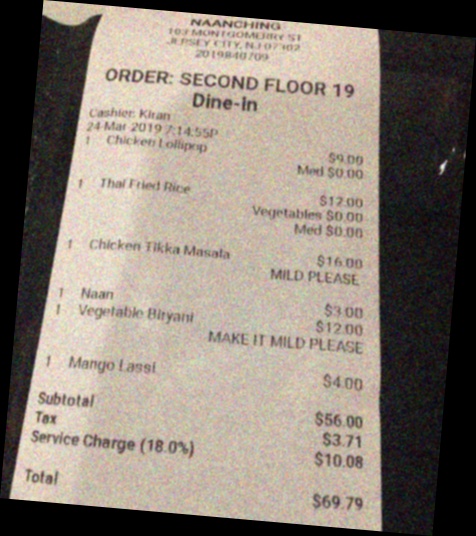 NAANCHING
103 MONTGOMERRY ST
JERSEY CITY, NJ 07302
2019840709
ORDER: SECOND FLOOR 19
Dine-In
Cashier: Kiran
24-Mar-2019 7:14:55P
1 Chicken Lollipop $9.00
Med $0.00
1 Thai Fried Rice $12.00
Vegetables $0.00
Med $0.00
1 Chicken Tikka Masala $16.00
MILD PLEASE
1 Naan $3.00
1 Vegetable Biryani $12.00
MAKE IT MILD PLEASE
1 Mango Lassi $4.00
Subtotal $56.00
Tax $3.71
Service Charge (18.0%) $10.08
Total $69.79